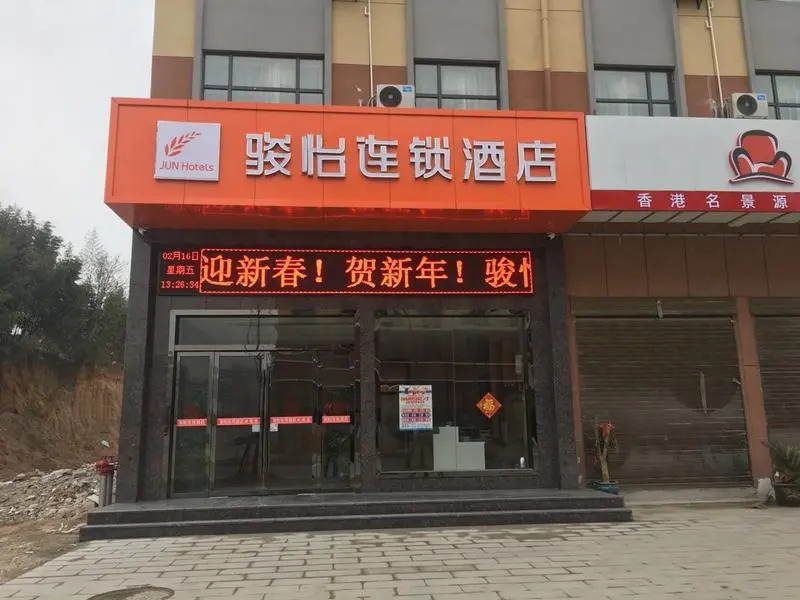 JUN Hotels
骏怡连锁酒店
香港名景源
02月16日
星期五
13:26:34
迎新春！贺新年！骏怡
福